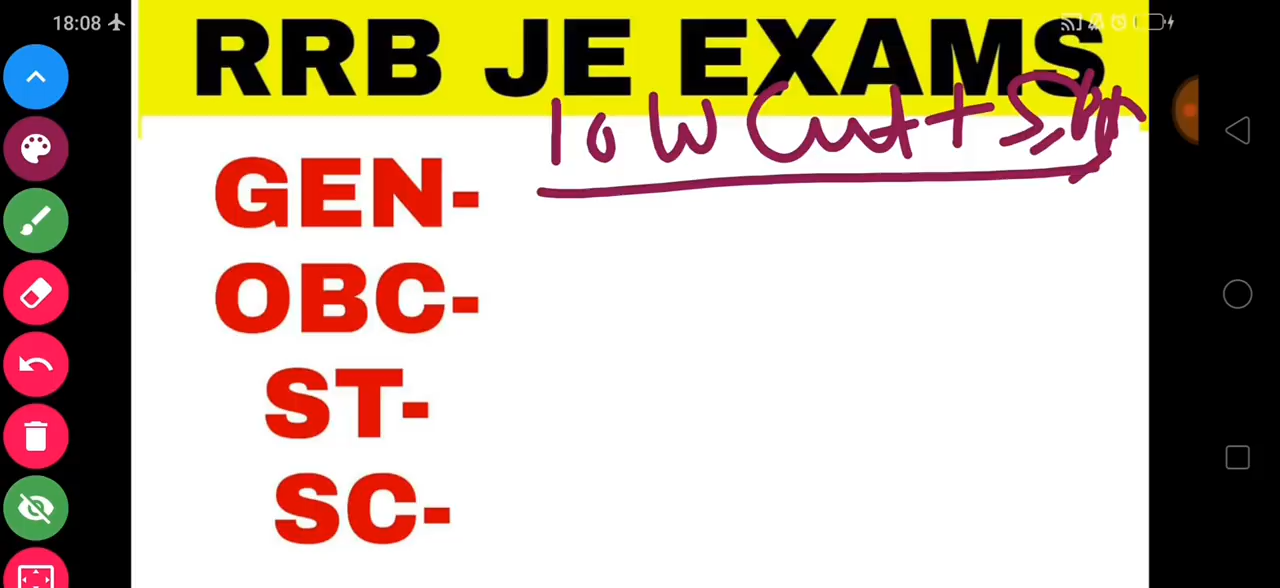 18:08
RRB JE EXAMS
low Cut +
GEN-
OBC-
ST-
SC-